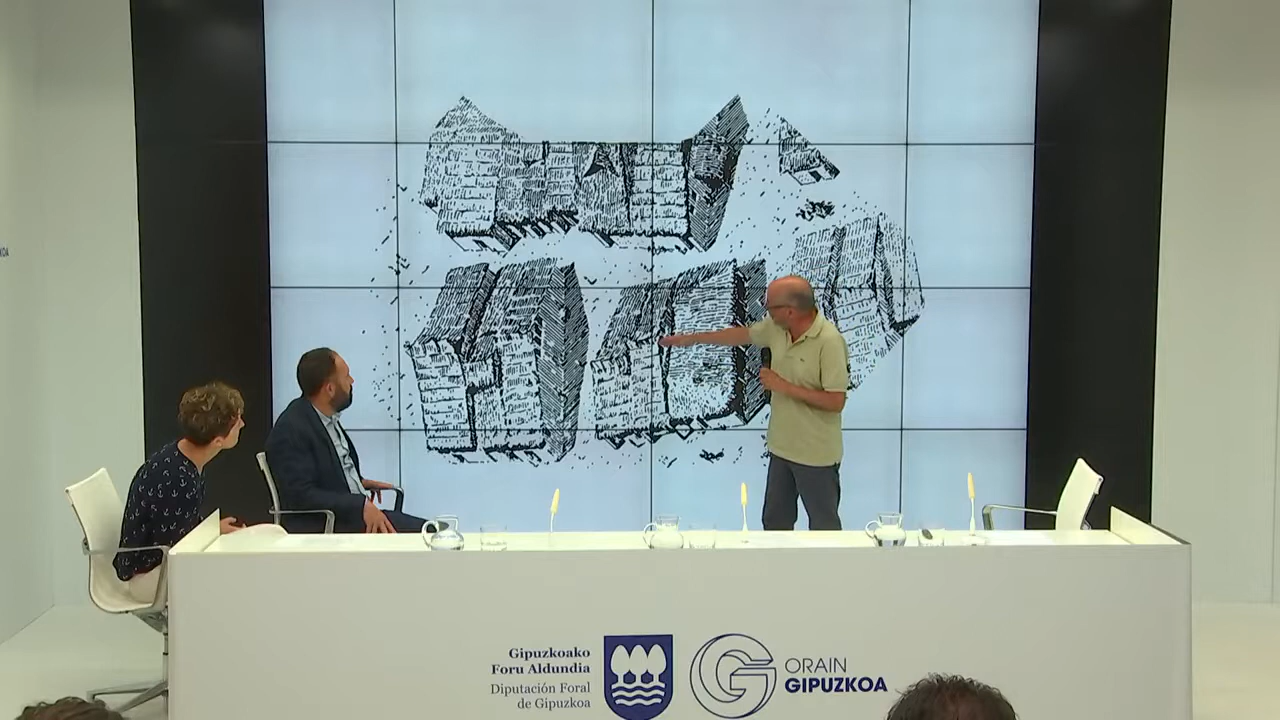 Gipuzkoako
Foru Aldundia
Diputación Foral
de Gipuzkoa
ORAIN
GIPUZKOA